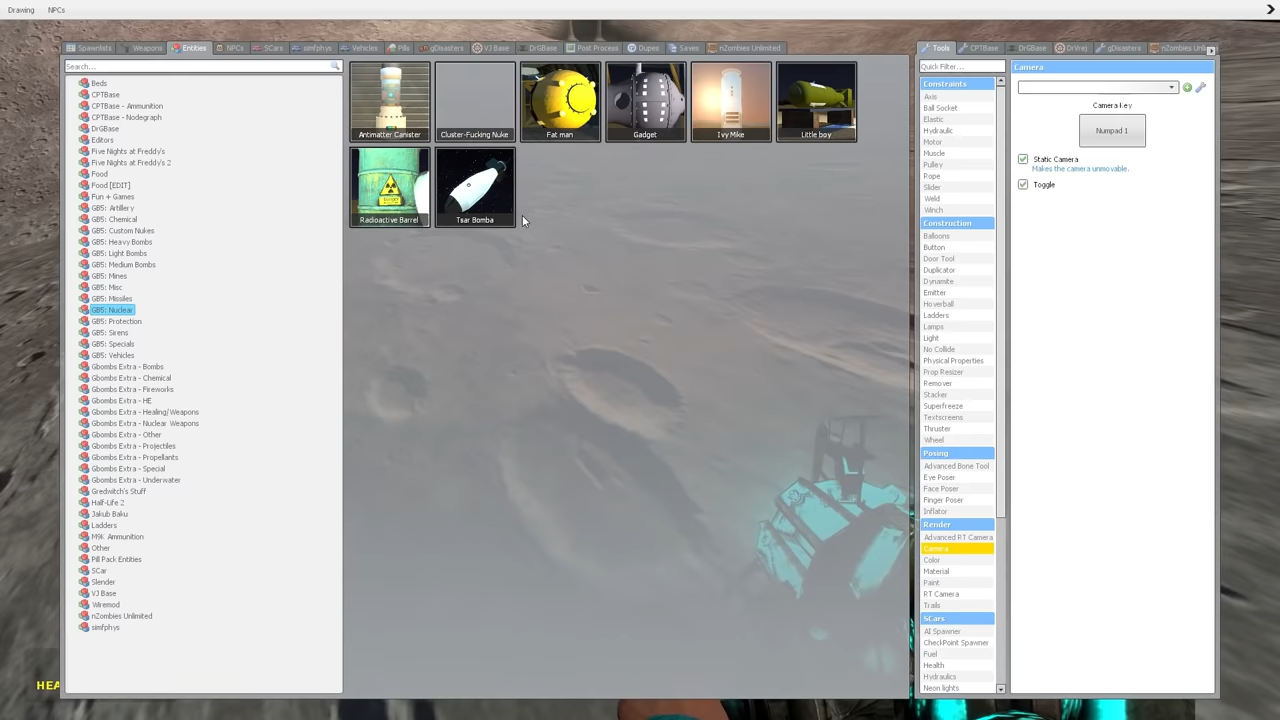 Drawing NPCs
Spawnlists Weapons Entities NPCs SCars simfphys Vehicles Pills gDisasters VJ Base DrGBase Post Process Dupes Saves nZombies Unlimited
Search...
Beds
CPTBase
CPTBase - Ammunition
CPTBase - Nodegraph
DrGBase
Editors
Five Nights at Freddy's
Five Nights at Freddy's 2
Food
Food [EDIT]
Fun + Games
GB5: Artillery
GB5: Chemical
GB5: Custom Nukes
GB5: Heavy Bombs
GB5: Light Bombs
GB5: Medium Bombs
GB5: Mines
GB5: Misc
GB5: Missiles
GB5: Nuclear
GB5: Protection
GB5: Sirens
GB5: Specials
GB5: Vehicles
Gbombs Extra - Bombs
Gbombs Extra - Chemical
Gbombs Extra - Fireworks
Gbombs Extra - HE
Gbombs Extra - Healing/Weapons
Gbombs Extra - Nuclear Weapons
Gbombs Extra - Other
Gbombs Extra - Projectiles
Gbombs Extra - Propellants
Gbombs Extra - Special
Gbombs Extra - Underwater
Gredwitch's Stuff
Half-Life 2
Jakub Baku
Ladders
M9K Ammunition
Other
Pill Pack Entities
SCar
Slender
VJ Base
Wiremod
nZombies Unlimited
simfphys
Antimatter Canister
Cluster-Fucking Nuke
Fat man
Gadget
Ivy Mike
Little boy
Radioactive Barrel
Tsar Bomba
HEA
Tools CPTBase DrGBase DrVrej gDisasters
Quick Filter...
Constraints
Axis
Ball Socket
Elastic
Hydraulic
Motor
Muscle
Pulley
Rope
Slider
Weld
Winch
Construction
Balloons
Button
Door Tool
Duplicator
Dynamite
Emitter
Hoverball
Ladders
Lamps
Light
No Collide
Physical Properties
Prop Resizer
Remover
Stacker
Superfreeze
Textscreens
Thruster
Wheel
Posing
Advanced Bone Tool
Eye Poser
Face Poser
Finger Poser
Inflator
Render
Advanced RT Camera
Camera
Color
Material
Paint
RT Camera
Trails
SCars
AI Spawner
CheckPoint Spawner
Fuel
Health
Hydraulics
Neon lights
Camera
Camera Key
Numpad 1
Static Camera
Makes the camera unmovable.
Toggle